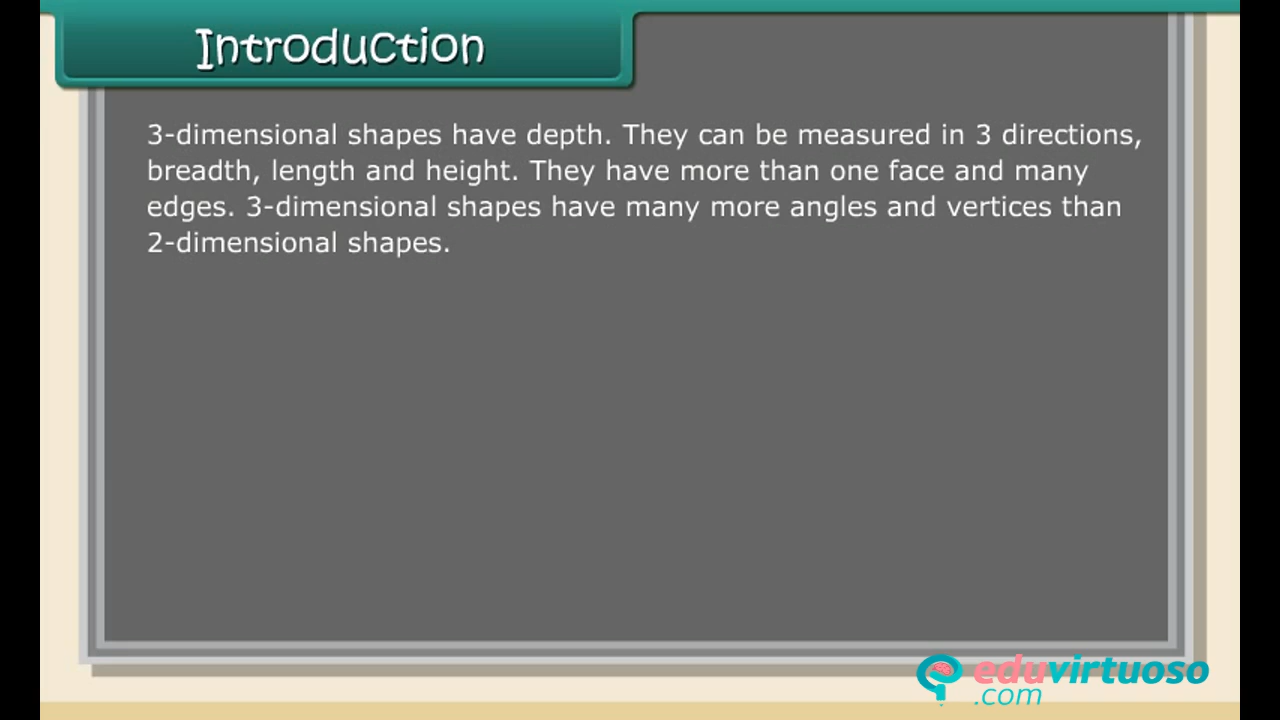 Introduction
3-dimensional shapes have depth. They can be measured in 3 directions,
breadth, length and height. They have more than one face and many
edges. 3-dimensional shapes have many more angles and vertices than
2-dimensional shapes.
eduvirtuoso
.com